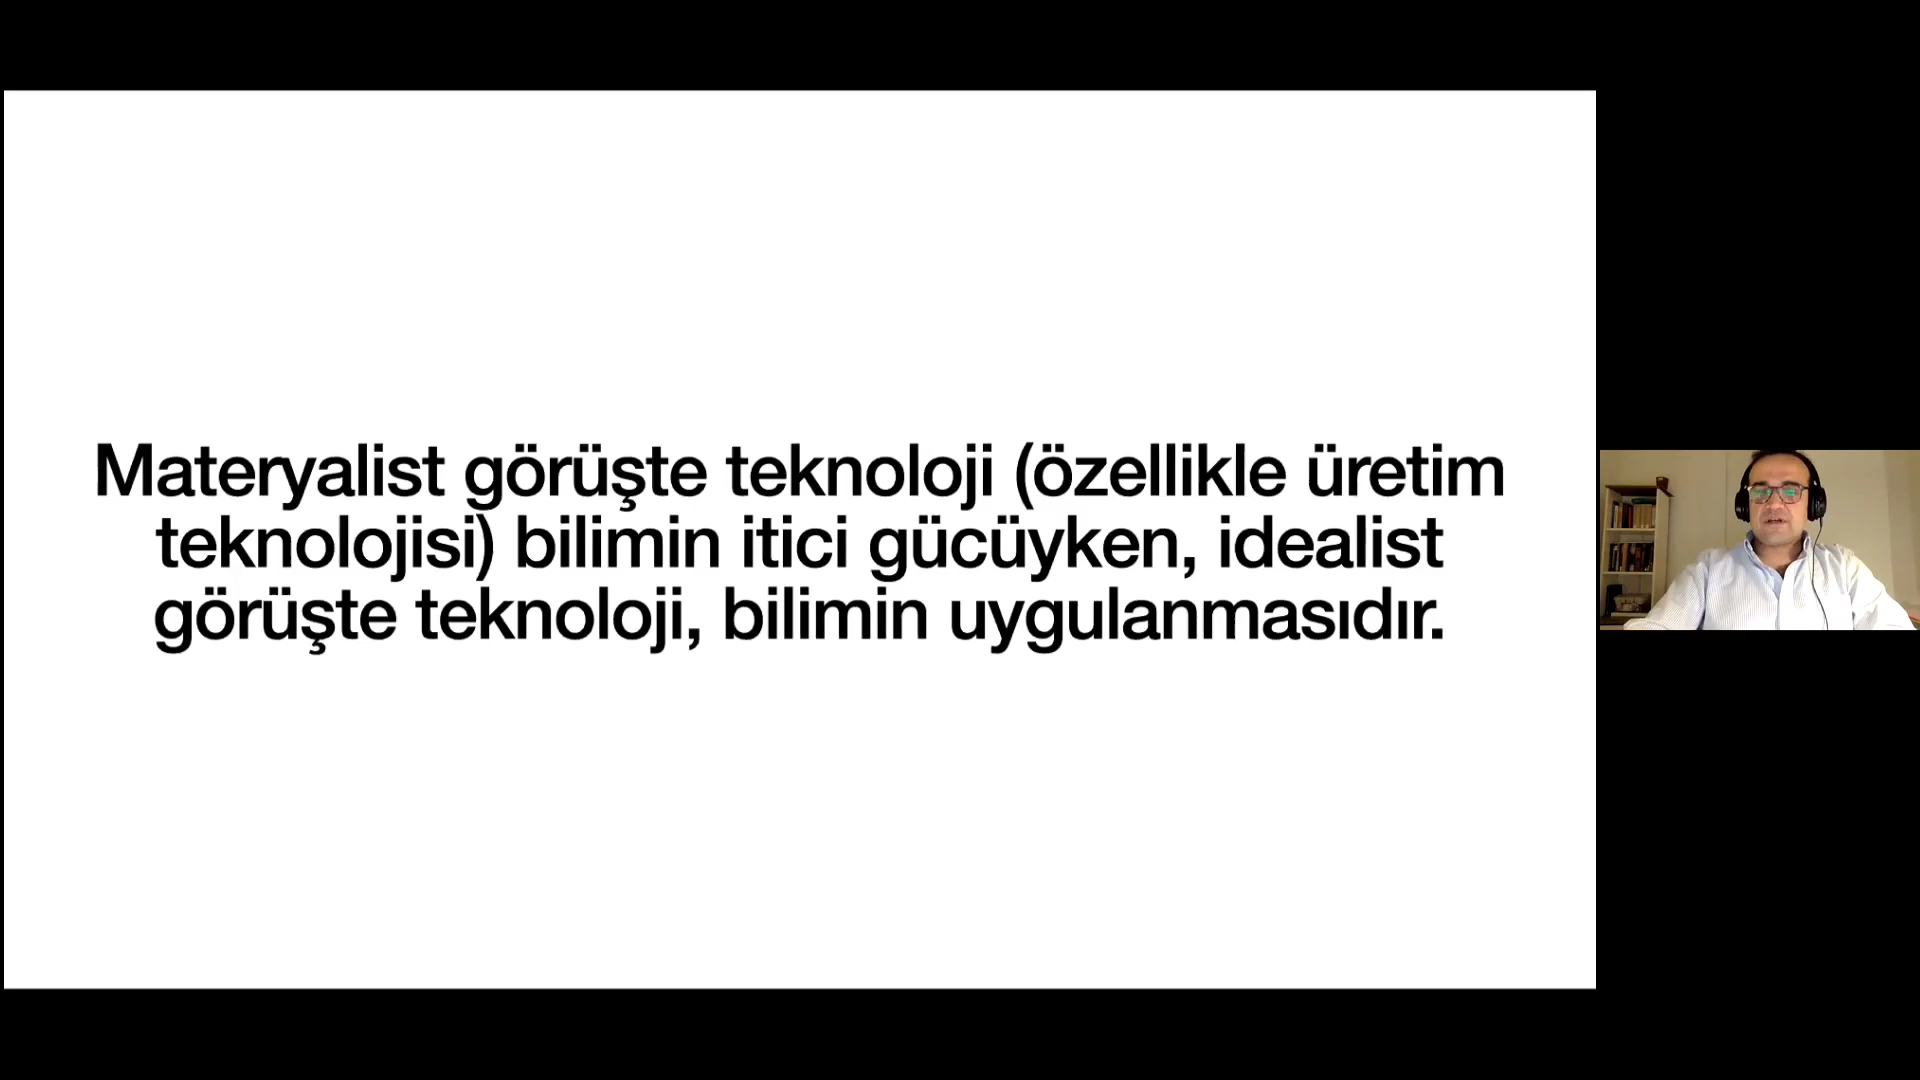 Materyalist görüşte teknoloji (özellikle üretim
teknolojisi) bilimin itici gücüyken, idealist
görüşte teknoloji, bilimin uygulanmasıdır.